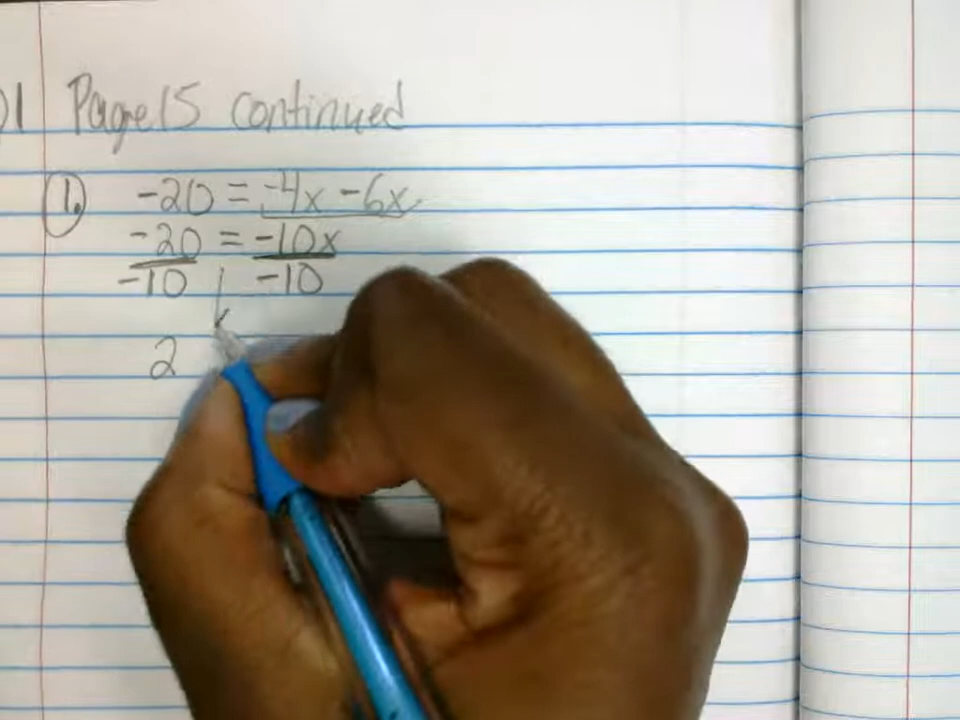 Page 15 continued
1. -20 = -4x -6x
-20 = -10x
-10 -10
2